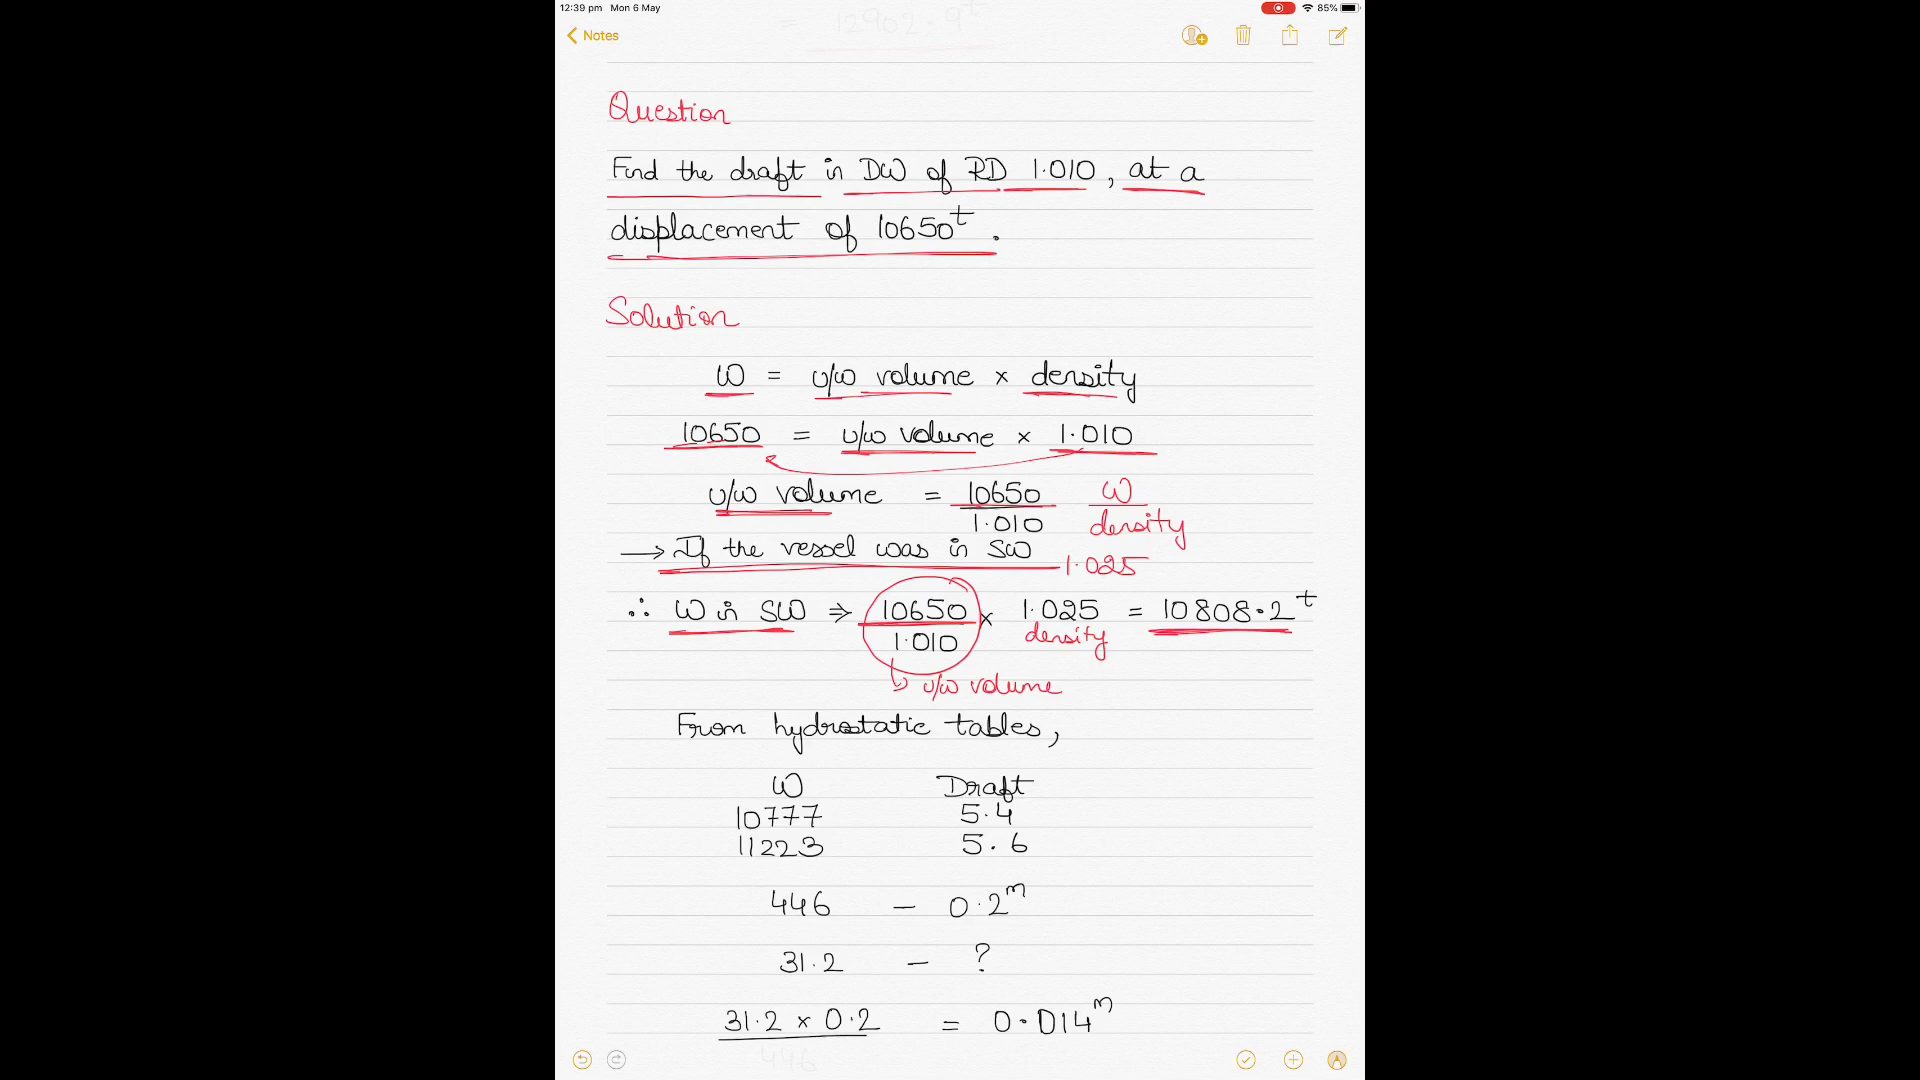 12:39 pm Mon 6 May
85%
= 12902.9t
Notes
Question
Find the draft in DW of RD 1.010, at a
displacement of 10650t.
Solution
W = u/w volume × density
10650 = u/w volume × 1.010
u/w volume = 10650 W
1.010 density
→ If the vessel was in SW 1.025
∴ W in SW ⇒ 10650 × 1.025 = 10808.2t
1.010 density
u/w volume
From hydrostatic tables,
W Draft
10777 5.4
11223 5.6
446 — 0.2m
31.2 — ?
31.2 × 0.2 = 0.014m
446